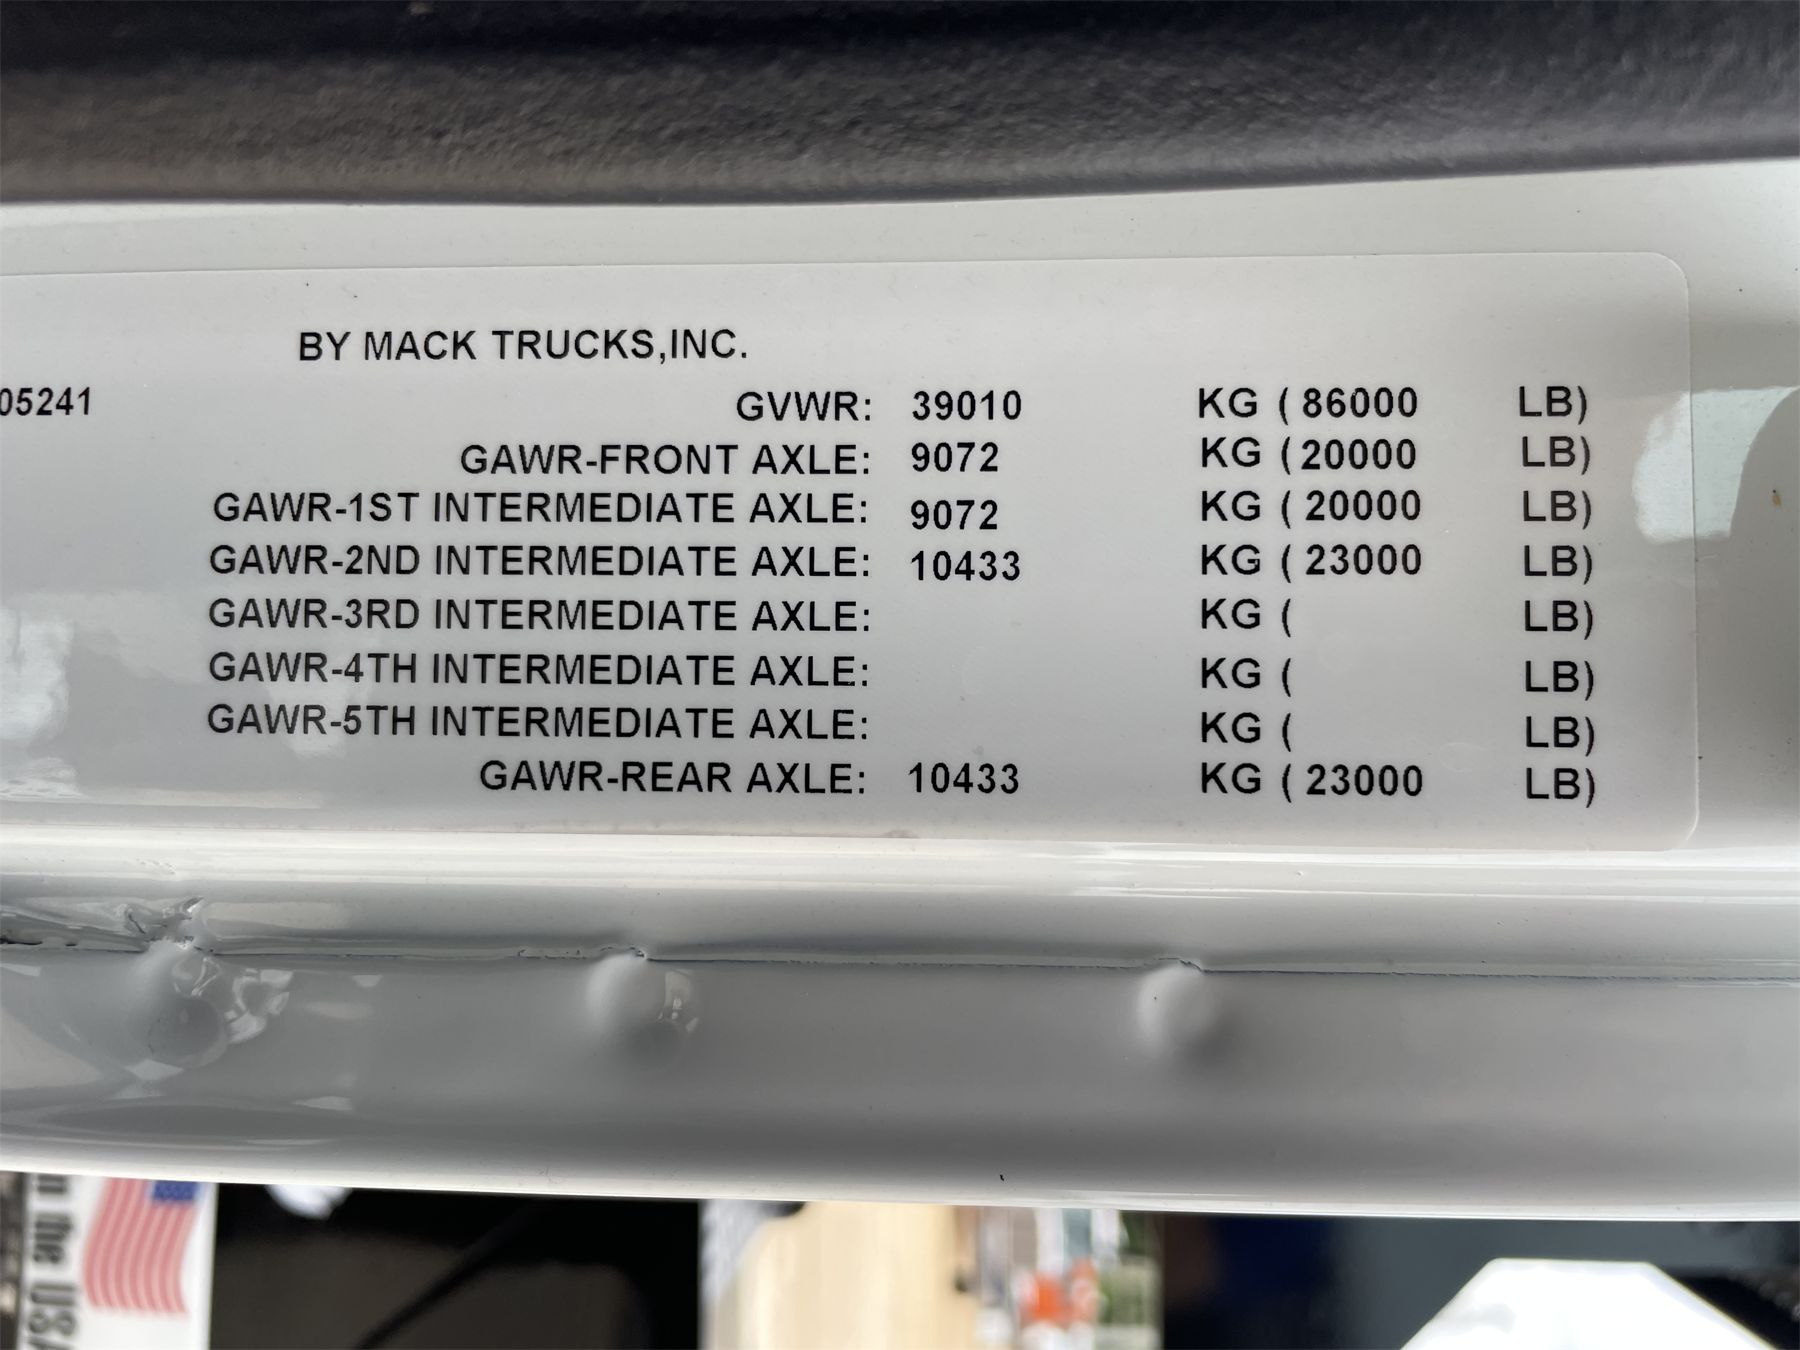 BY MACK TRUCKS,INC.
05241 GVWR: 39010 KG ( 86000 LB)
GAWR-FRONT AXLE: 9072 KG ( 20000 LB)
GAWR-1ST INTERMEDIATE AXLE: 9072 KG ( 20000 LB)
GAWR-2ND INTERMEDIATE AXLE: 10433 KG ( 23000 LB)
GAWR-3RD INTERMEDIATE AXLE: KG ( LB)
GAWR-4TH INTERMEDIATE AXLE: KG ( LB)
GAWR-5TH INTERMEDIATE AXLE: KG ( LB)
GAWR-REAR AXLE: 10433 KG ( 23000 LB)
the USA